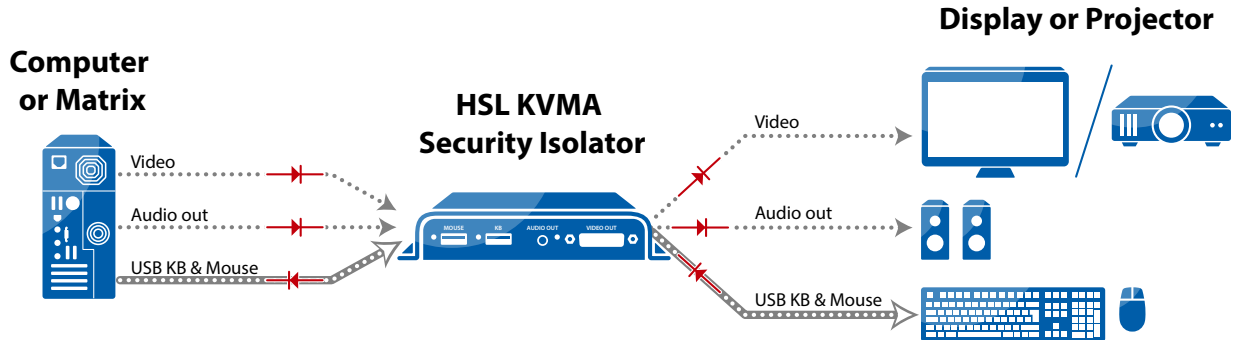 Display or Projector
Computer
or Matrix
HSL KVMA
Security Isolator
Video
Audio out
USB KB & Mouse
MOUSE
KB
AUDIO OUT
VIDEO OUT
Video
Audio out
USB KB & Mouse